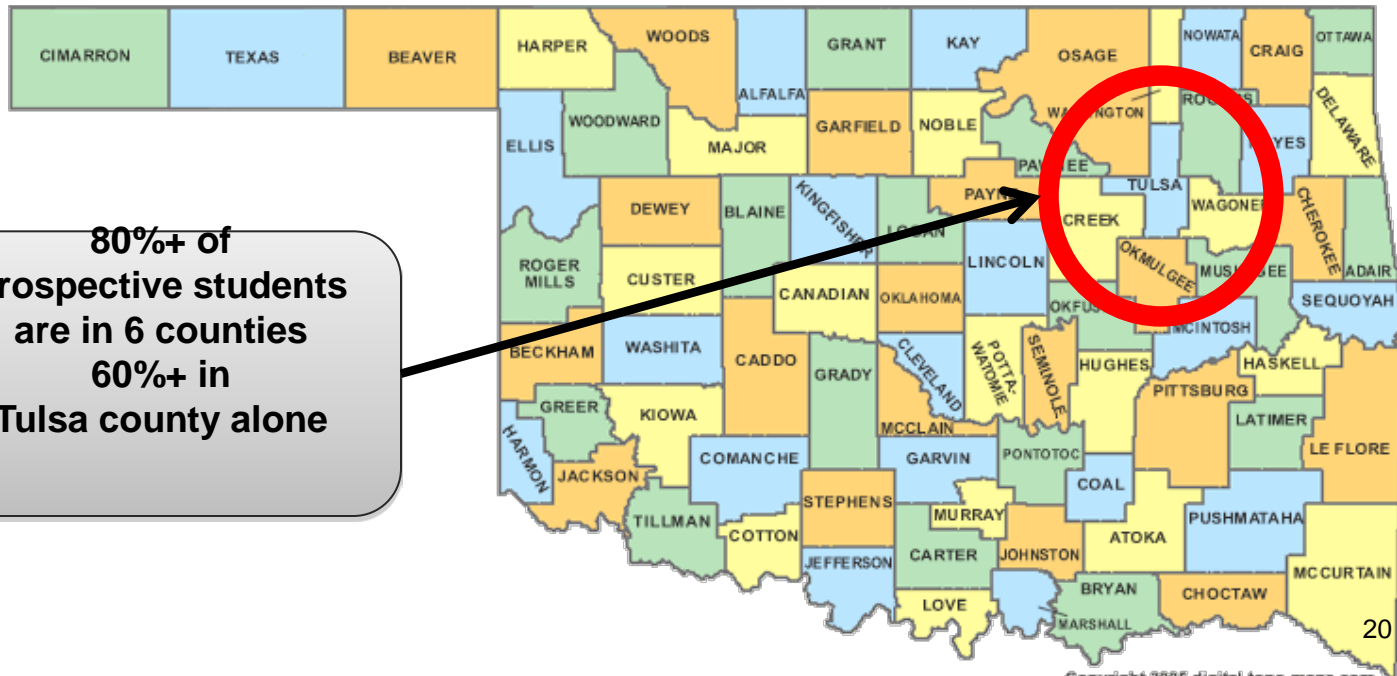 CIMARRON
TEXAS
BEAVER
HARPER
WOODS
ALFALFA
GRANT
KAY
OSAGE
NOWATA
CRAIG
OTTAWA
WOODWARD
ELLIS
MAJOR
GARFIELD
NOBLE
DELAWARE
TULSA
WAGONE
CREEK
DEWEY
BLAINE
KINGFISHER
LOGAN
CHEROKEE
ADAIR
80%+ of
rospective students
are in 6 counties
60%+ in
Tulsa county alone
ROGER
MILLS
CUSTER
CANADIAN
OKLAHOMA
LINCOLN
OKMULGEE
SEQUOYAH
BECKHAM
WASHITA
CADDO
GRADY
CLEVELAND
POTTA-
WATOMIE
SEMINOLE
HUGHES
MCINTOSH
HASKELL
PITTSBURG
LATIMER
LE FLORE
GREER
KIOWA
HARMON
JACKSON
COMANCHE
MCCLAIN
GARVIN
PONTOTOC
COAL
TILLMAN
COTTON
STEPHENS
MURRAY
JOHNSTON
ATOKA
PUSHMATAHA
JEFFERSON
CARTER
LOVE
MARSHALL
BRYAN
CHOCTAW
MCCURTAIN
20